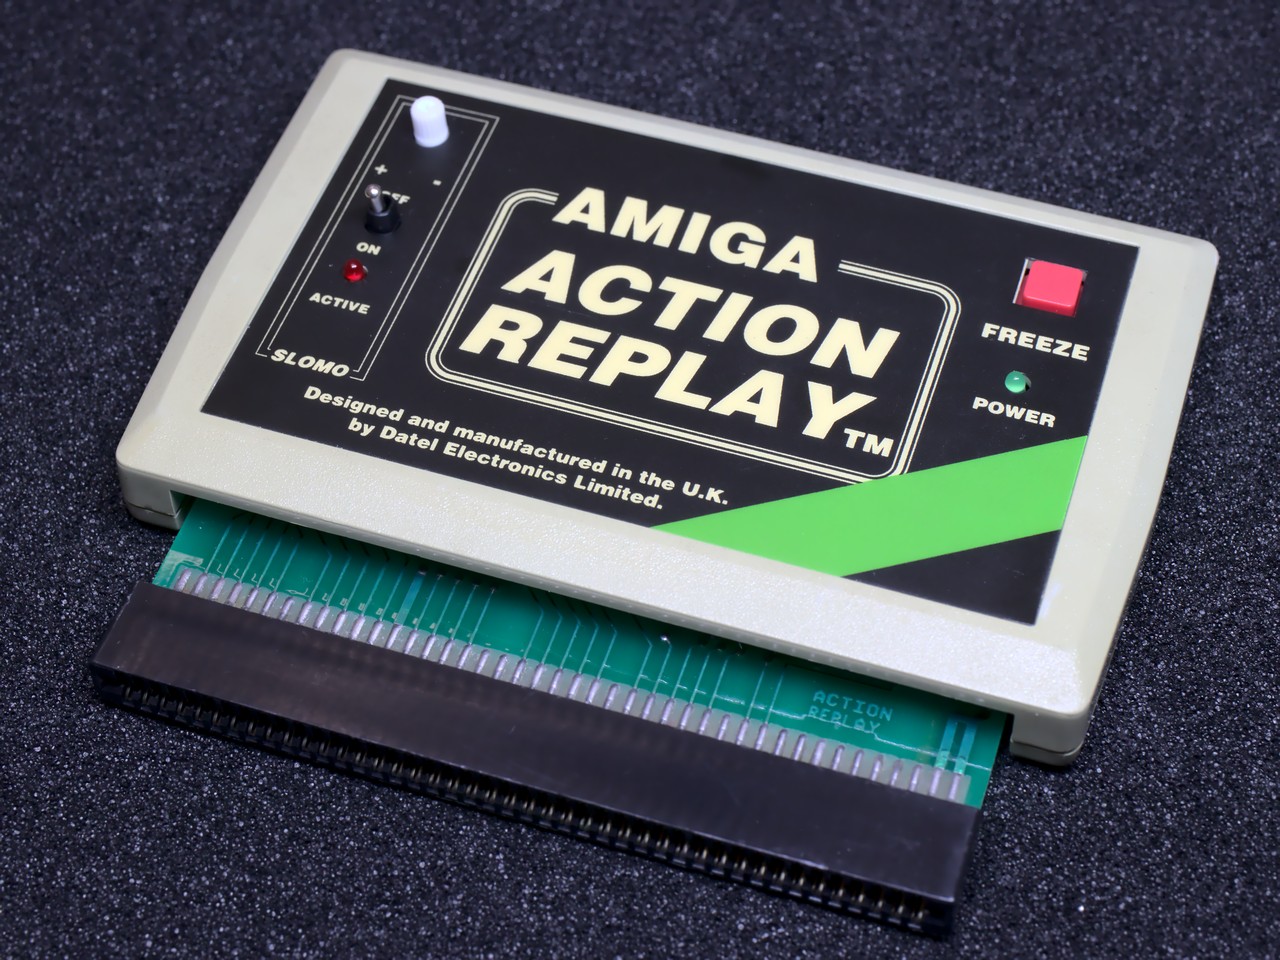 + -
OFF
ON
ACTIVE
SLOMO
AMIGA
ACTION
REPLAY™
FREEZE
POWER
Designed and manufactured in the U.K.
by Datel Electronics Limited.
ACTION
REPLAY